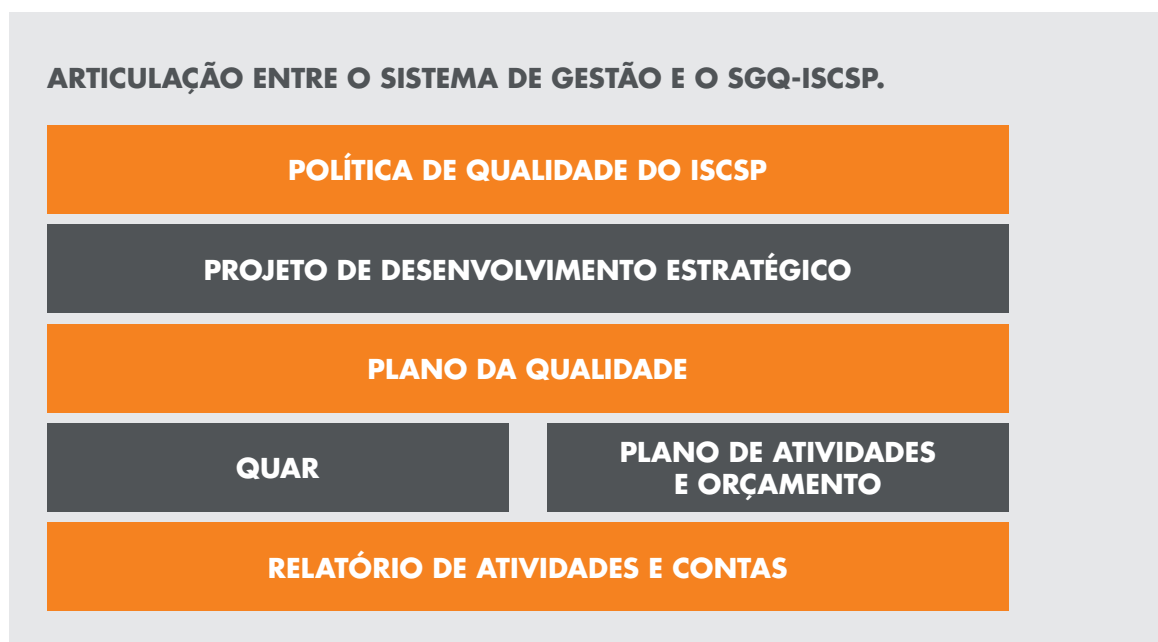 ARTICULAÇÃO ENTRE O SISTEMA DE GESTÃO E O SGQ-ISCSP.
POLÍTICA DE QUALIDADE DO ISCSP
PROJETO DE DESENVOLVIMENTO ESTRATÉGICO
PLANO DA QUALIDADE
QUAR
PLANO DE ATIVIDADES
E ORÇAMENTO
RELATÓRIO DE ATIVIDADES E CONTAS